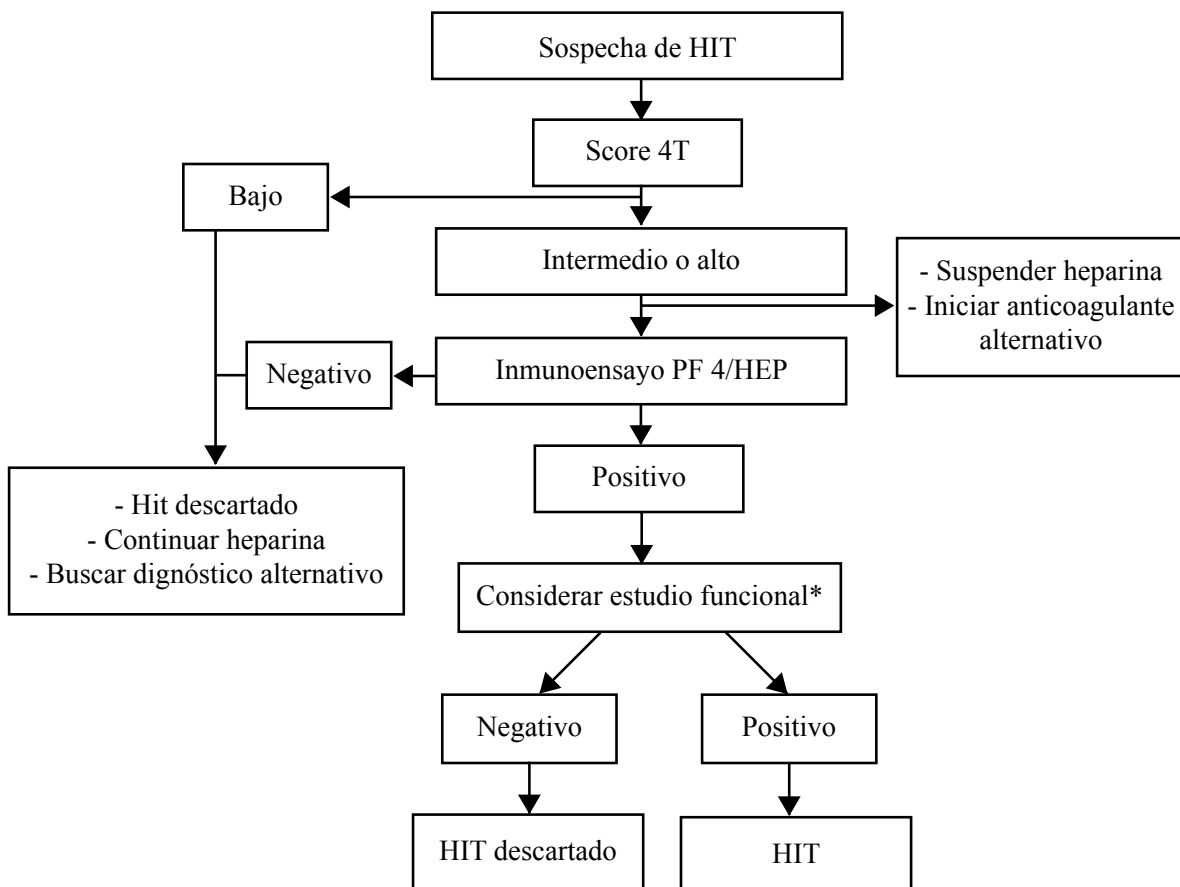 Sospecha de HIT
Score 4T
Bajo
Intermedio o alto
- Suspender heparina
- Iniciar anticoagulante
alternativo
Negativo
Inmunoensayo PF 4/HEP
Positivo
- Hit descartado
- Continuar heparina
- Buscar dignóstico alternativo
Considerar estudio funcional*
Negativo
Positivo
HIT descartado
HIT